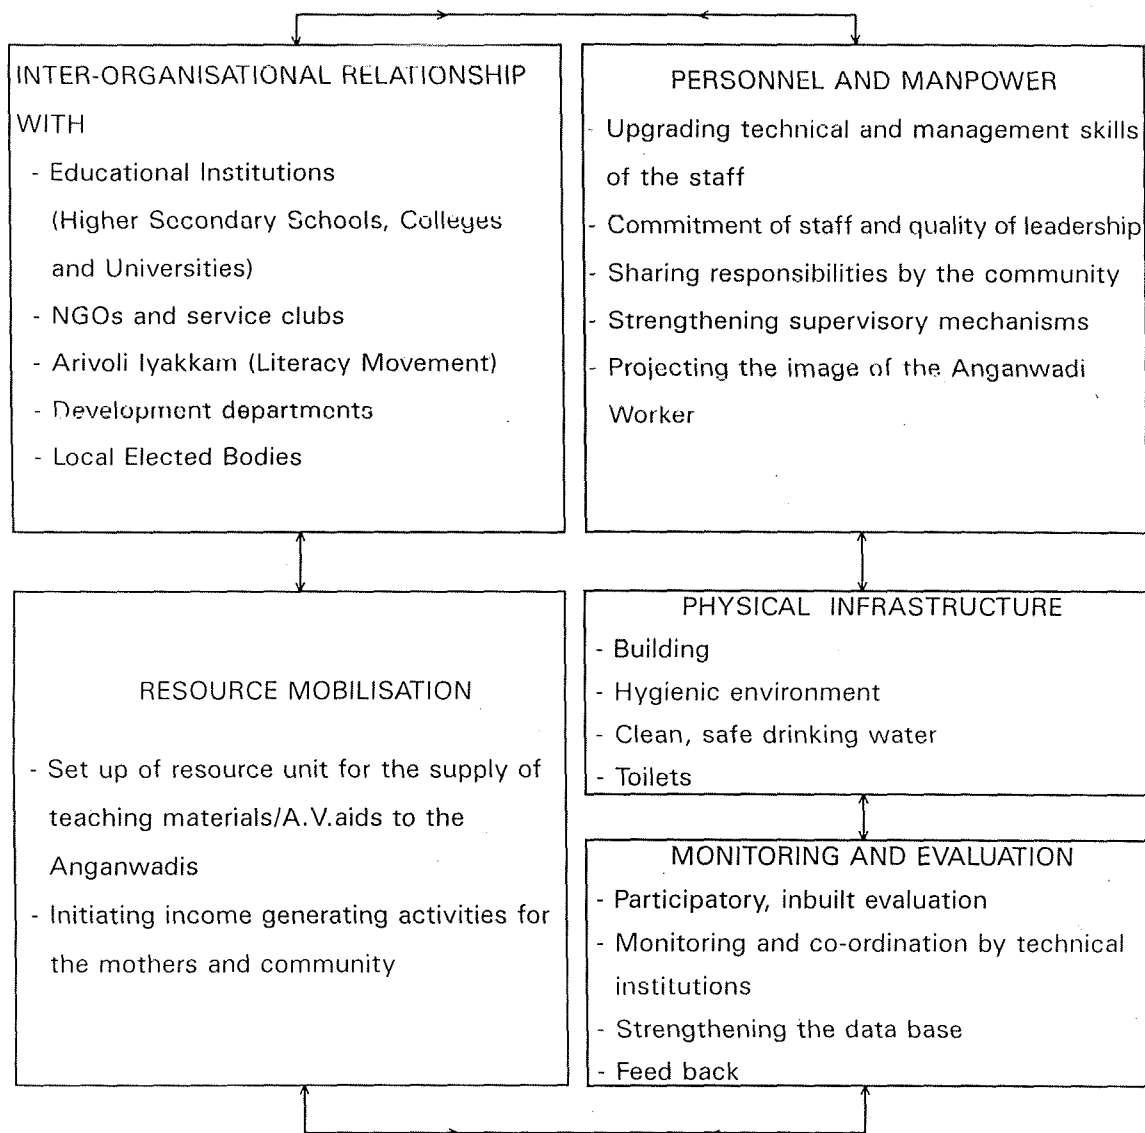 INTER-ORGANISATIONAL RELATIONSHIP
WITH
- Educational Institutions
(Higher Secondary Schools, Colleges
and Universities)
- NGOs and service clubs
- Arivoli Iyakkam (Literacy Movement)
- Development departments
- Local Elected Bodies
PERSONNEL AND MANPOWER
- Upgrading technical and management skills
of the staff
- Commitment of staff and quality of leadership
- Sharing responsibilities by the community
- Strengthening supervisory mechanisms
- Projecting the image of the Anganwadi
Worker
RESOURCE MOBILISATION
- Set up of resource unit for the supply of
teaching materials/A.V.aids to the
Anganwadis
- Initiating income generating activities for
the mothers and community
PHYSICAL INFRASTRUCTURE
- Building
- Hygienic environment
- Clean, safe drinking water
- Toilets
MONITORING AND EVALUATION
- Participatory, inbuilt evaluation
- Monitoring and co-ordination by technical
institutions
- Strengthening the data base
- Feed back